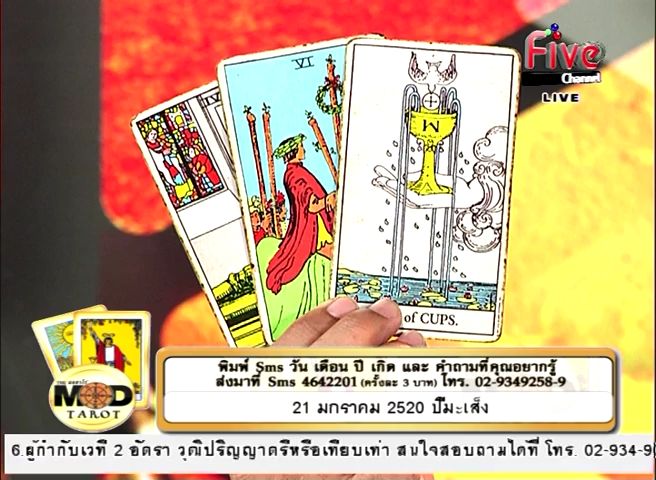 Five
Channel
LIVE
VI
IV
M
of CUPS.
MOD
TAROT
พิมพ์ Sms วัน เดือน ปี เกิด และ คำถามที่คุณอยากรู้
ส่งมาที่ Sms 4642201 (ครั้งละ 3 บาท) โทร. 02-9349258-9
21 มกราคม 2520 ปีมะเส็ง
6.ผู้กำกับเวที 2 อัตรา วุฒิปริญญาตรีหรือเทียบเท่า สนใจสอบถามได้ที่ โทร. 02-934-9